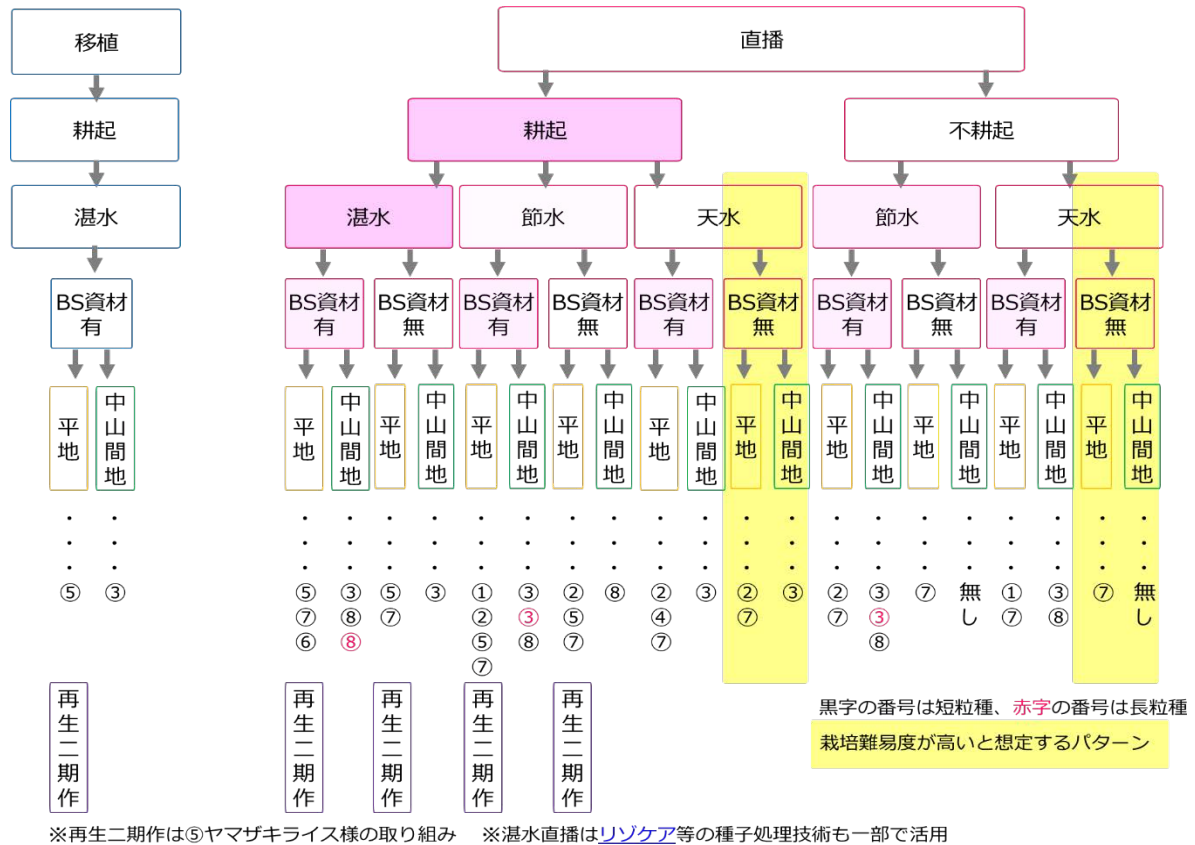 移植
直播
耕起
耕起
不耕起
湛水
湛水
節水
天水
節水
天水
BS資材
有
BS資材
有
BS資材
無
BS資材
有
BS資材
無
BS資材
有
BS資材
無
BS資材
有
BS資材
無
BS資材
有
BS資材
無
平地
中山間地
平地
中山間地
平地
中山間地
平地
中山間地
平地
中山間地
平地
中山間地
平地
中山間地
平地
中山間地
平地
中山間地
平地
中山間地
平地
中山間地
・・・⑤
・・・③
・・・⑤⑦⑥
・・・③⑧⑧
・・・⑤⑦
・・・③
・・・①②⑤⑦
・・・③③⑧
・・・②⑤⑦
・・・⑧
・・・②④⑦
・・・③
・・・②⑦
・・・③
・・・②⑦
・・・③③⑧
・・・⑦
・・・無し
・・・①⑦
・・・③⑧
・・・⑦
・・・無し
再生二期作
再生二期作
再生二期作
再生二期作
再生二期作
黒字の番号は短粒種、赤字の番号は長粒種
栽培難易度が高いと想定するパターン
※再生二期作は⑤ヤマザキライス様の取り組み ※湛水直播はリゾケア等の種子処理技術も一部で活用